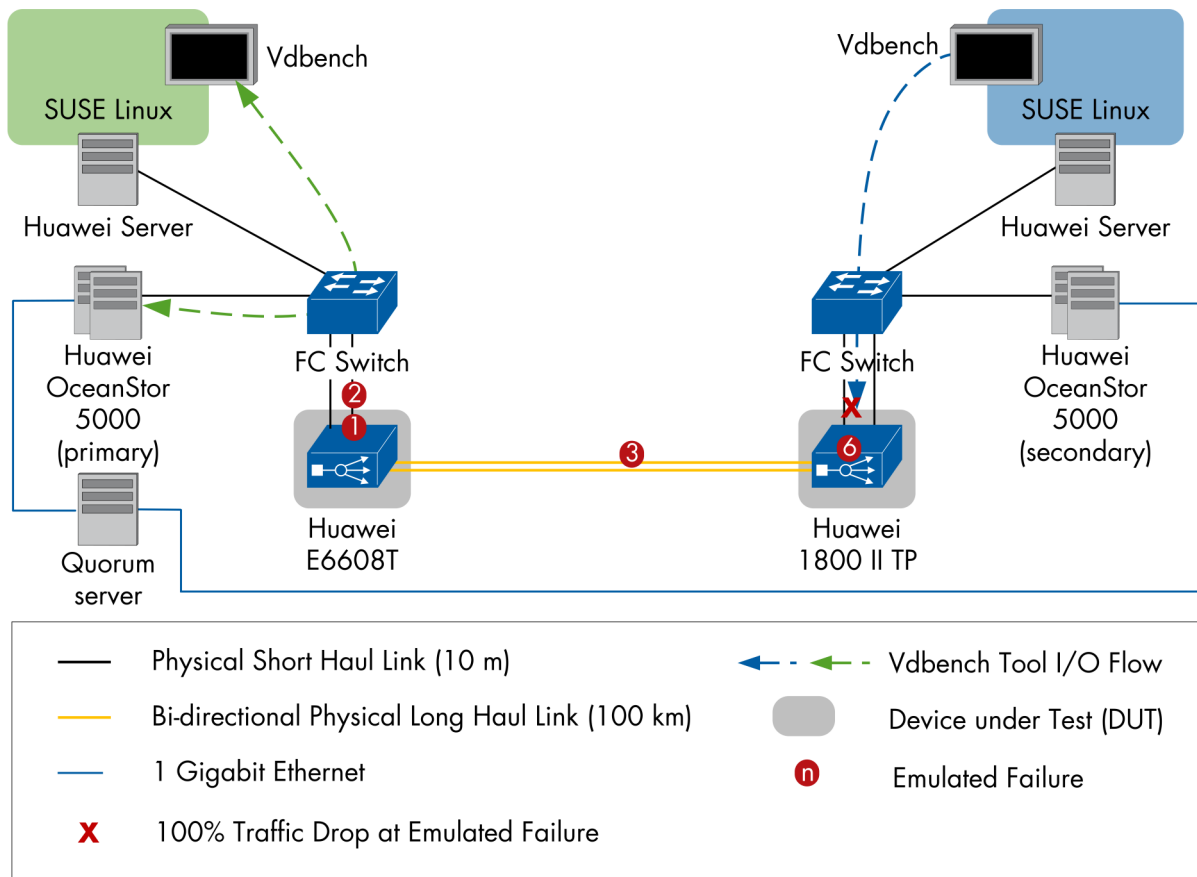 Vdbench
SUSE Linux
Huawei Server
Huawei
OceanStor
5000
(primary)
Quorum
server
FC Switch
2
1
Huawei
E6608T
3
Vdbench
SUSE Linux
Huawei Server
FC Switch
X
6
Huawei
1800 II TP
Huawei
OceanStor
5000
(secondary)
Physical Short Haul Link (10 m)
Bi-directional Physical Long Haul Link (100 km)
1 Gigabit Ethernet
X 100% Traffic Drop at Emulated Failure
Vdbench Tool I/O Flow
Device under Test (DUT)
n Emulated Failure